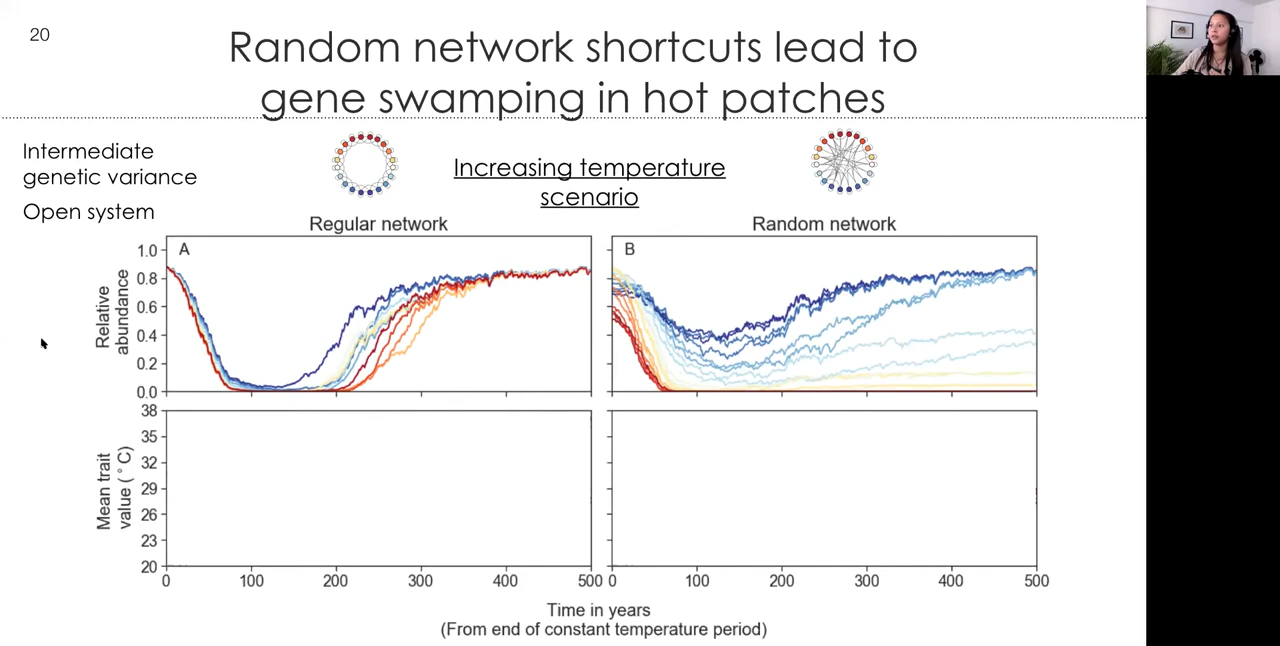 20
Random network shortcuts lead to
gene swamping in hot patches
Intermediate
genetic variance
Open system
Increasing temperature
scenario
Regular network
Random network
A
B
Relative
abundance
1.0
0.8
0.6
0.4
0.2
0.0
Mean trait
value (°C)
38
35
32
29
26
23
20
0 100 200 300 400 500
0 100 200 300 400 500
Time in years
(From end of constant temperature period)